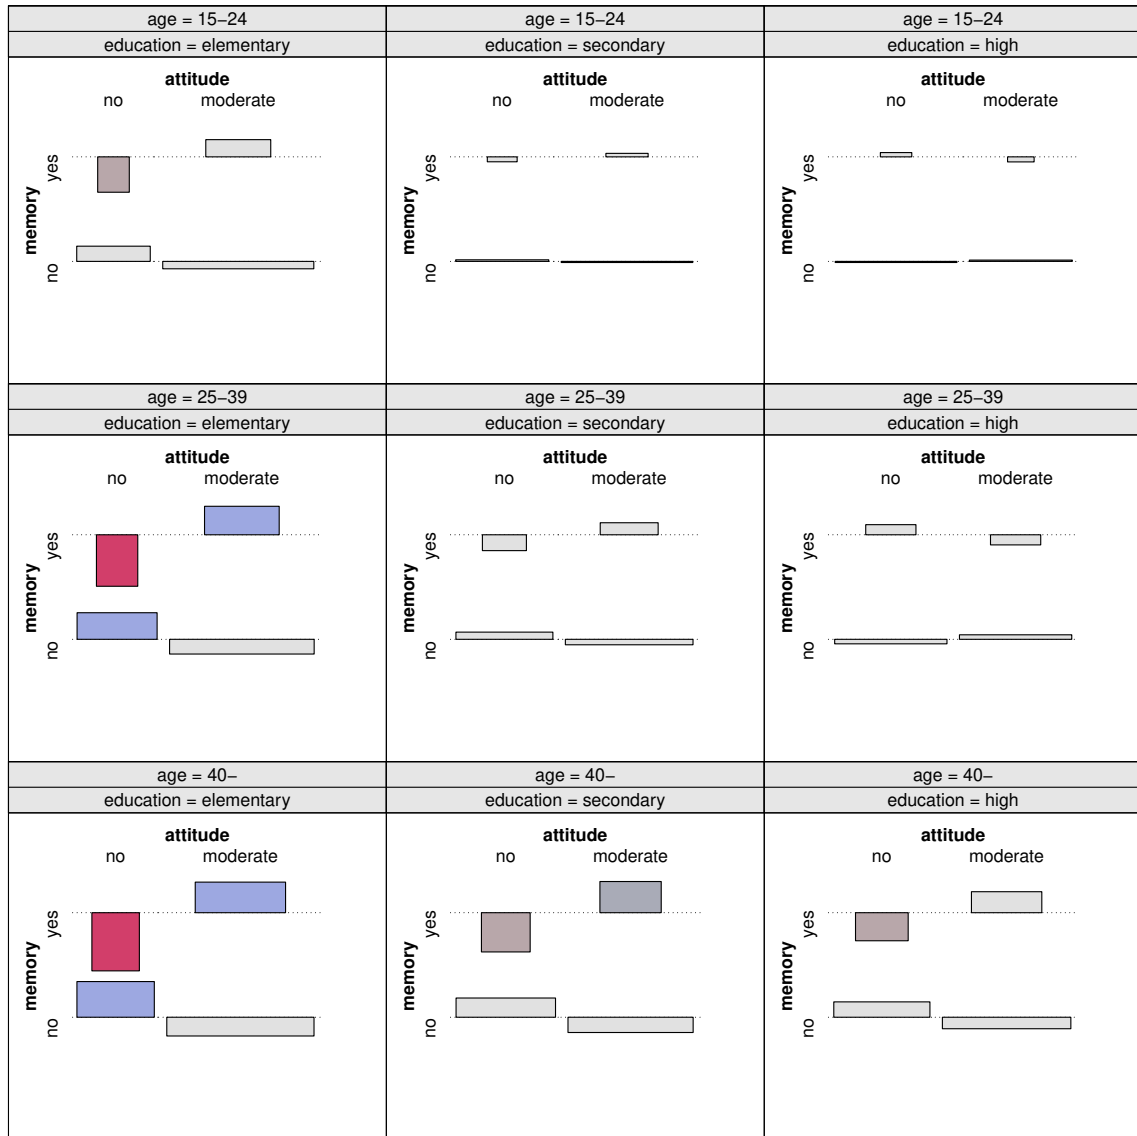 age = 15−24
education = elementary
attitude
no moderate
memory
yes
no
age = 15−24
education = secondary
attitude
no moderate
memory
yes
no
age = 15−24
education = high
attitude
no moderate
memory
yes
no
age = 25−39
education = elementary
attitude
no moderate
memory
yes
no
age = 25−39
education = secondary
attitude
no moderate
memory
yes
no
age = 25−39
education = high
attitude
no moderate
memory
yes
no
age = 40−
education = elementary
attitude
no moderate
memory
yes
no
age = 40−
education = secondary
attitude
no moderate
memory
yes
no
age = 40−
education = high
attitude
no moderate
memory
yes
no